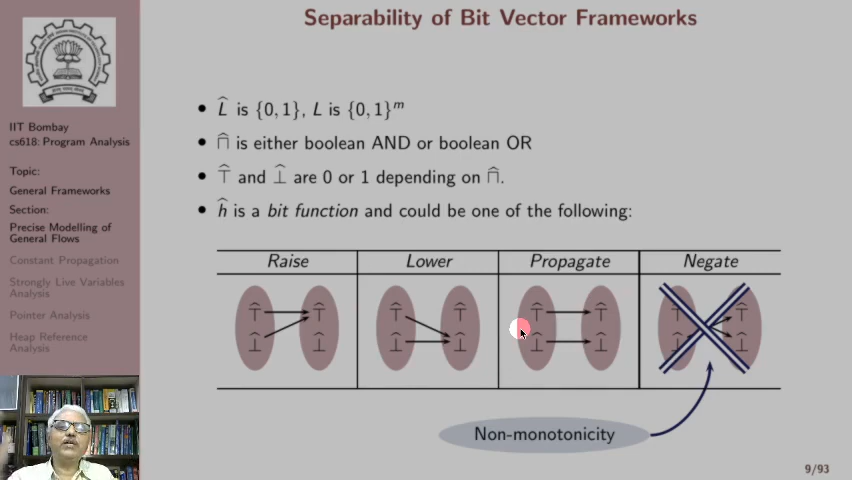 Separability of Bit Vector Frameworks
IIT Bombay
cs618: Program Analysis
Topic:
General Frameworks
Section:
Precise Modelling of
General Flows
Constant Propagation
Strongly Live Variables
Analysis
Pointer Analysis
Heap Reference
Analysis
• L̂ is {0, 1}, L is {0, 1}ᵐ
• ⊓̂ is either boolean AND or boolean OR
• ⊤̂ and ⊥̂ are 0 or 1 depending on ⊓̂.
• ĥ is a bit function and could be one of the following:
Raise Lower Propagate Negate
⊤̂ ⊤̂ ⊤̂ ⊤̂ ⊤̂ ⊤̂ ⊤̂ ⊤̂
⊥̂ ⊥̂ ⊥̂ ⊥̂ ⊥̂ ⊥̂ ⊥̂ ⊥̂
Non-monotonicity
9/93